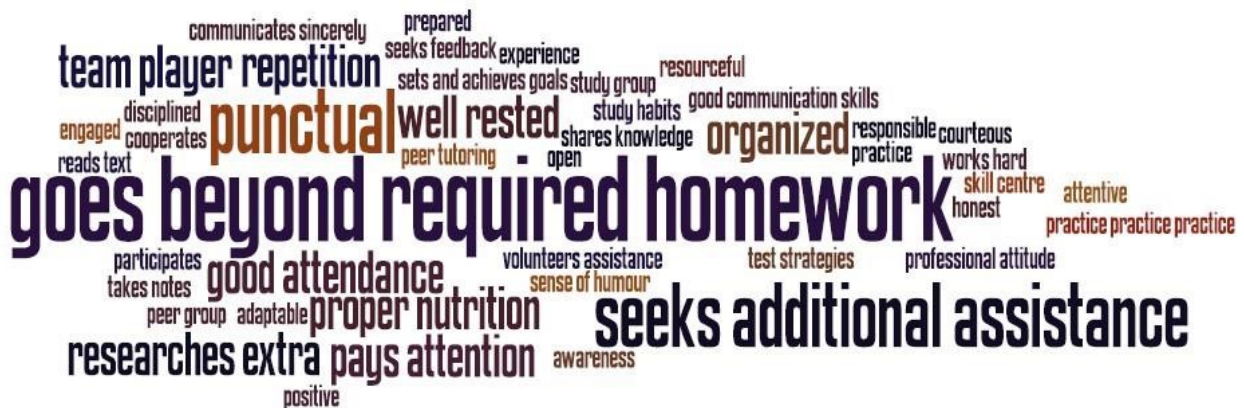 communicates sincerely
prepared
seeks feedback
experience
team player
repetition
sets and achieves goals
study group
resourceful
disciplined
punctual
well rested
study habits
good communication skills
engaged
cooperates
shares knowledge
organized
responsible
courteous
reads text
peer tutoring
open
practice
works hard
goes beyond required homework
skill centre
attentive
honest
practice practice practice
participates
good attendance
volunteers assistance
test strategies
professional attitude
takes notes
sense of humour
peer group
adaptable
proper nutrition
seeks additional assistance
researches extra
pays attention
awareness
positive